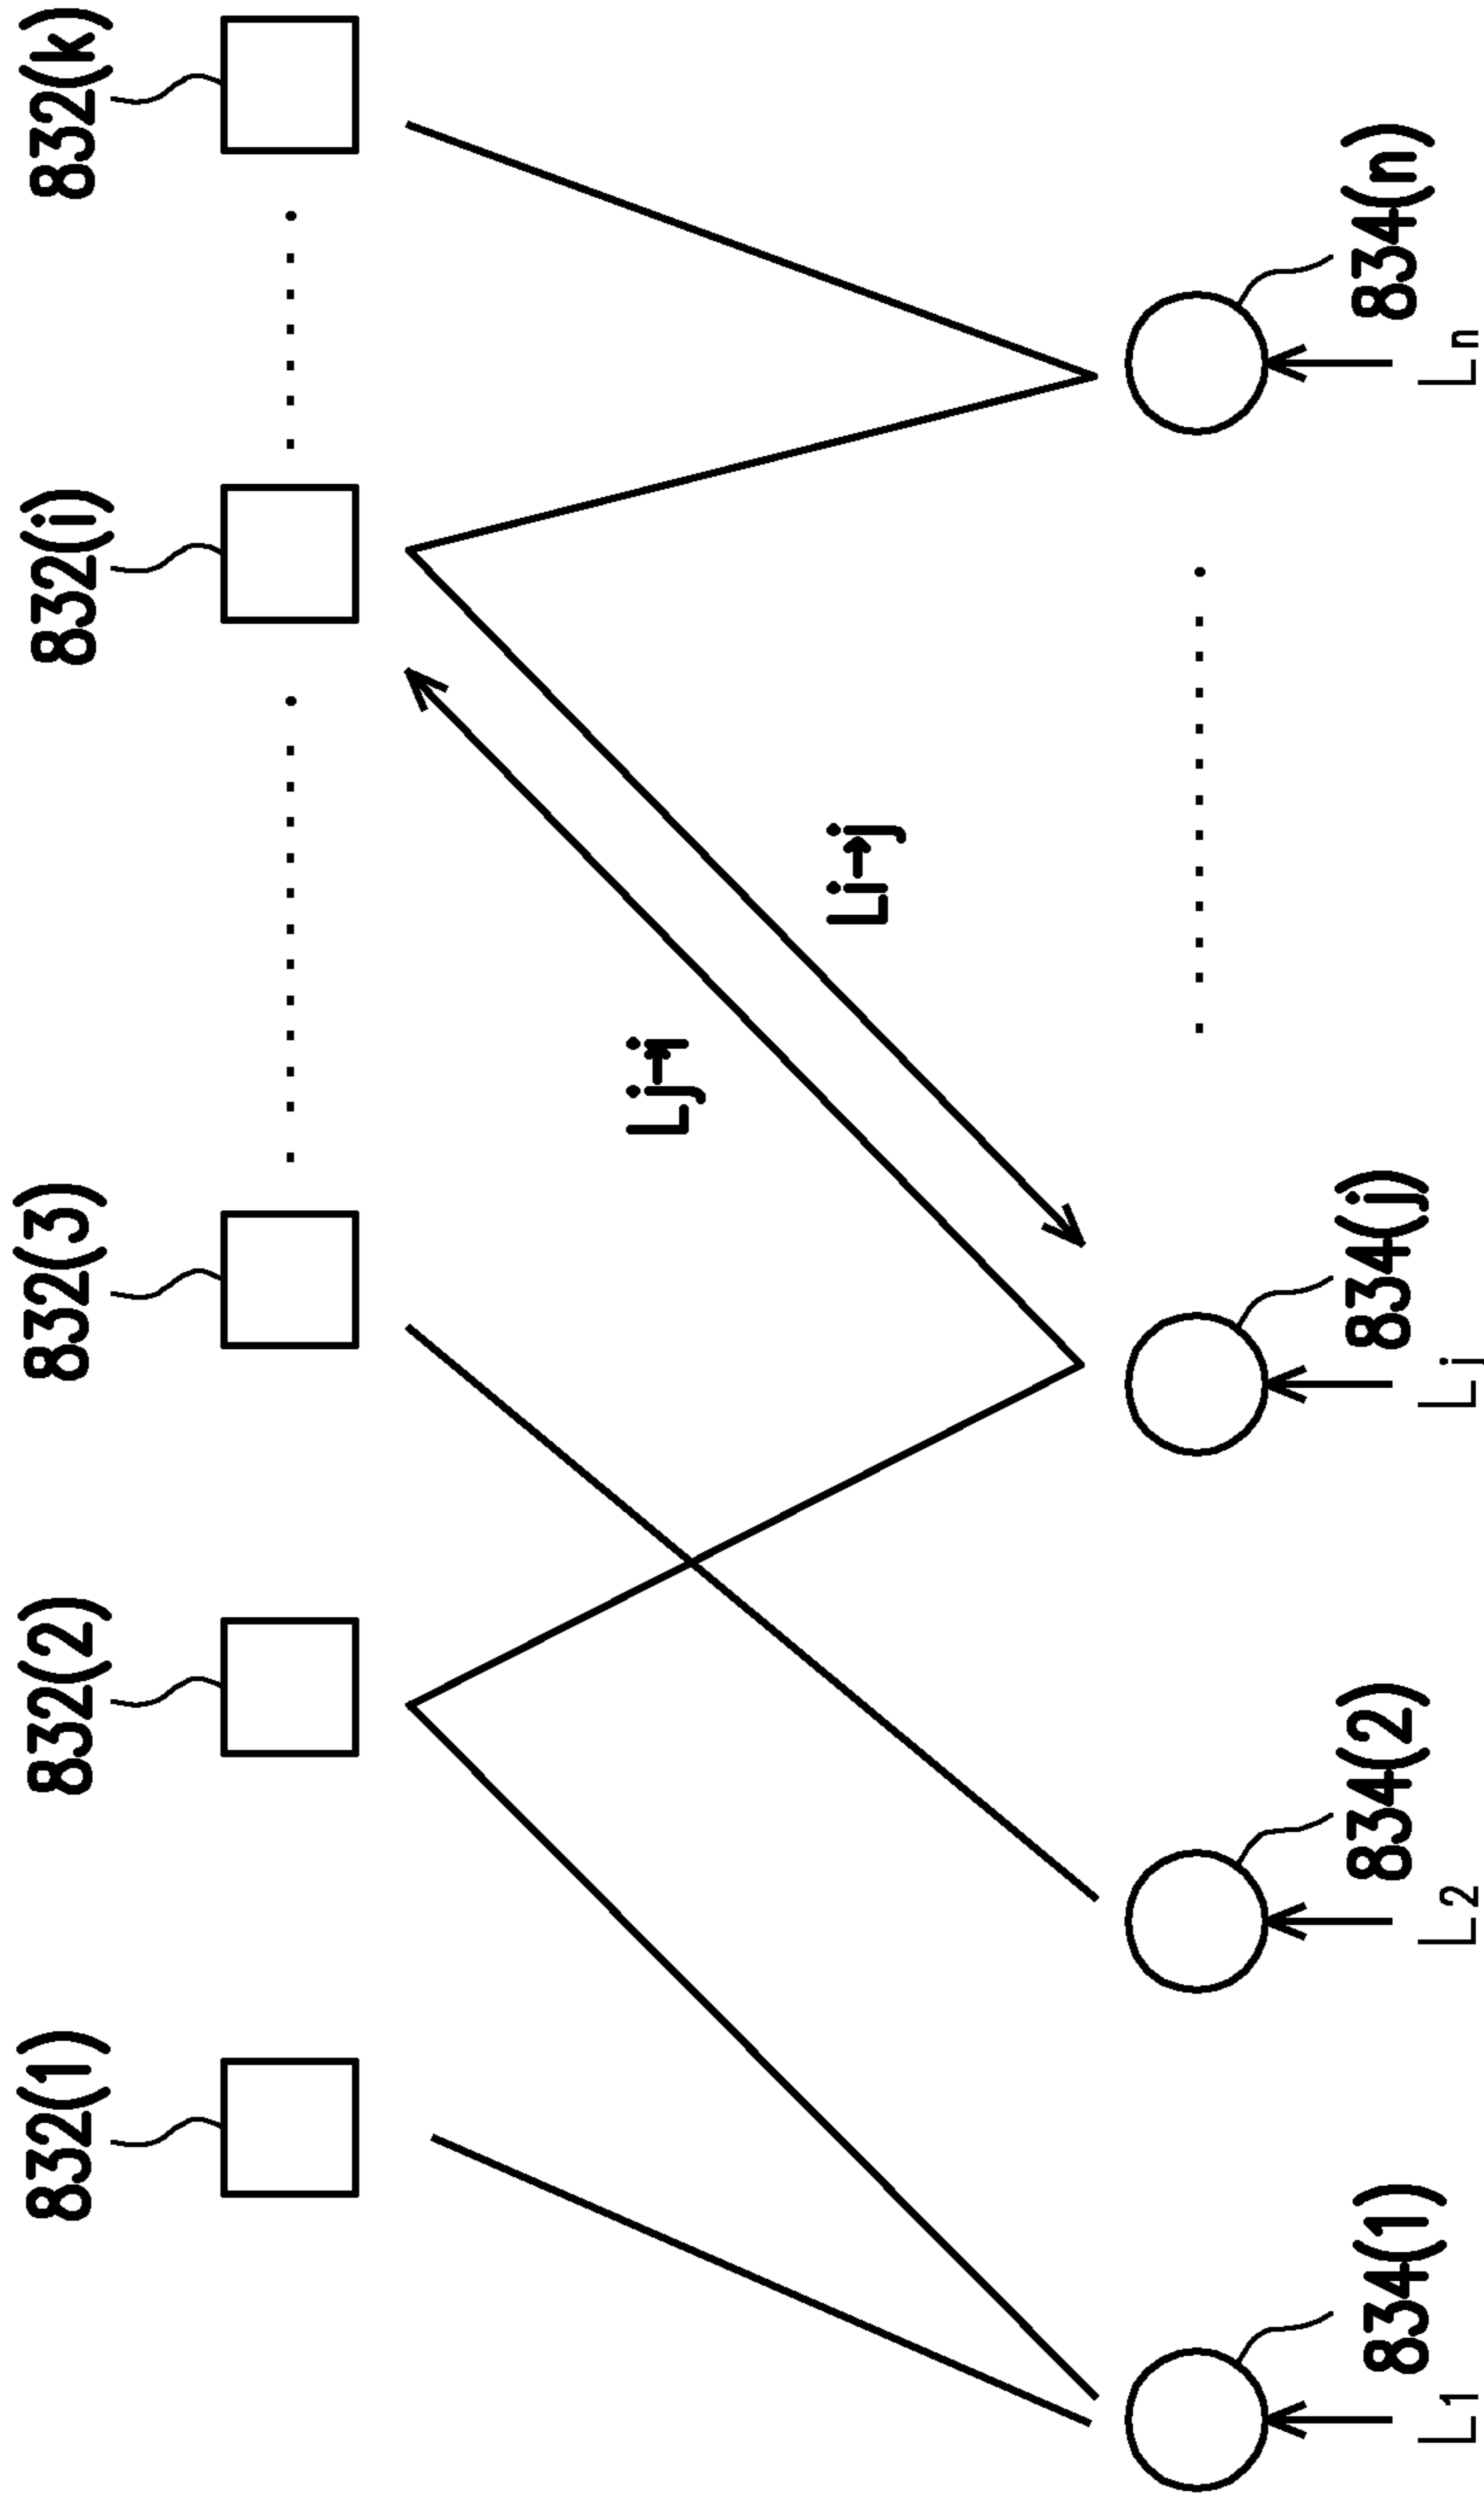 832(1)
832(2)
832(3)
832(i)
832(k)
Lj→i
Li→j
834(1)
834(2)
834(j)
834(n)
L1
L2
Lj
Ln